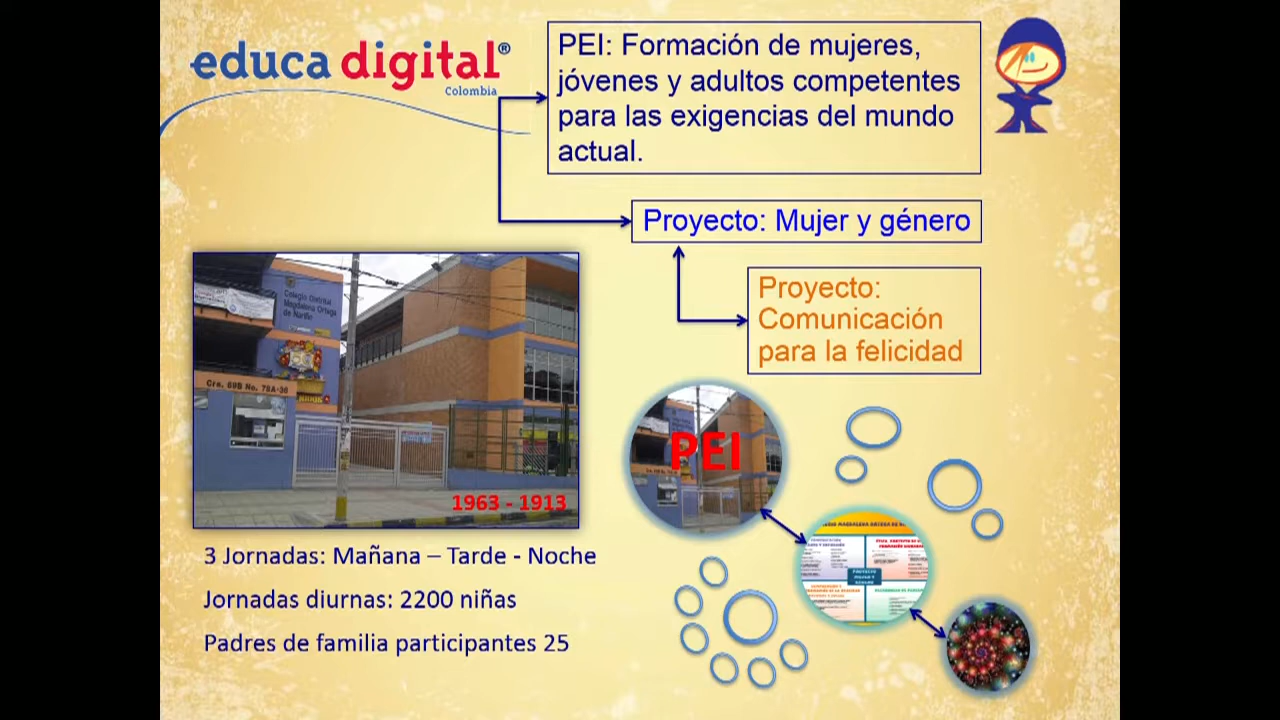 educa digital®
Colombia
PEI: Formación de mujeres,
jóvenes y adultos competentes
para las exigencias del mundo
actual.
Proyecto: Mujer y género
Proyecto:
Comunicación
para la felicidad
Colegio Distrital
Magdalena Ortega
de Nariño
Cra. 69B No. 78A-36
1963 - 1913
PEI
3 Jornadas: Mañana – Tarde - Noche
Jornadas diurnas: 2200 niñas
Padres de familia participantes 25